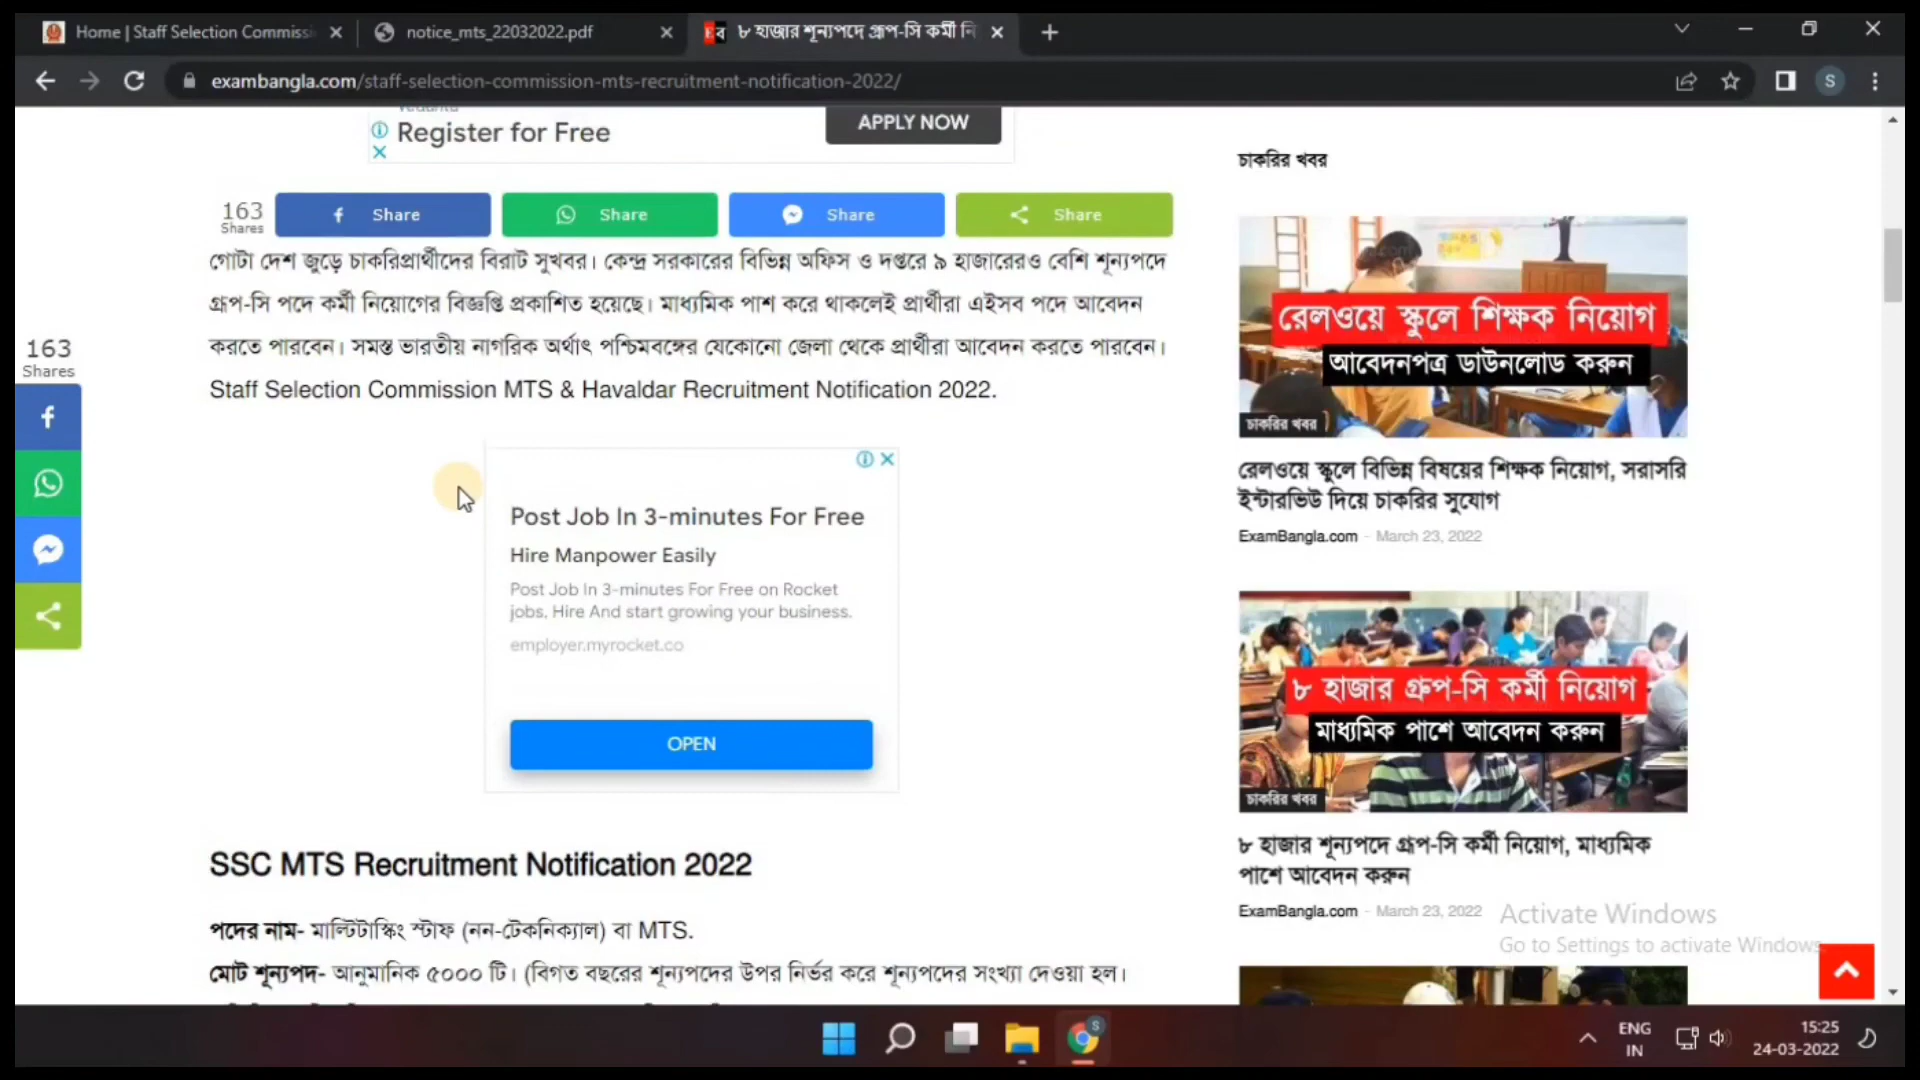 Home | Staff Selection Commissi
notice_mts_22032022.pdf
৮ হাজার শূন্যপদে গ্রূপ-সি কর্মী নি
exambangla.com/staff-selection-commission-mts-recruitment-notification-2022/
Register for Free
APPLY NOW
163
Shares
Share
Share
Share
Share
গোটা দেশ জুড়ে চাকরিপ্রার্থীদের বিরাট সুখবর। কেন্দ্র সরকারের বিভিন্ন অফিস ও দপ্তরে ৯ হাজারেরও বেশি শূন্যপদে
গ্রূপ-সি পদে কর্মী নিয়োগের বিজ্ঞপ্তি প্রকাশিত হয়েছে। মাধ্যমিক পাশ করে থাকলেই প্রার্থীরা এইসব পদে আবেদন
করতে পারবেন। সমস্ত ভারতীয় নাগরিক অর্থাৎ পশ্চিমবঙ্গের যেকোনো জেলা থেকে প্রার্থীরা আবেদন করতে পারবেন।
Staff Selection Commission MTS & Havaldar Recruitment Notification 2022.
163
Shares
Post Job In 3-minutes For Free
Hire Manpower Easily
Post Job In 3-minutes For Free on Rocket
jobs, Hire And start growing your business.
employer.myrocket.co
OPEN
SSC MTS Recruitment Notification 2022
পদের নাম- মাল্টিটাস্কিং স্টাফ (নন-টেকনিক্যাল) বা MTS.
মোট শূন্যপদ- আনুমানিক ৫০০০ টি। (বিগত বছরের শূন্যপদের উপর নির্ভর করে শূন্যপদের সংখ্যা দেওয়া হল।
চাকরির খবর
রেলওয়ে স্কুলে শিক্ষক নিয়োগ
আবেদনপত্র ডাউনলোড করুন
চাকরির খবর
রেলওয়ে স্কুলে বিভিন্ন বিষয়ের শিক্ষক নিয়োগ, সরাসরি
ইন্টারভিউ দিয়ে চাকরির সুযোগ
ExamBangla.com - March 23, 2022
৮ হাজার গ্রুপ-সি কর্মী নিয়োগ
মাধ্যমিক পাশে আবেদন করুন
চাকরির খবর
৮ হাজার শূন্যপদে গ্রূপ-সি কর্মী নিয়োগ, মাধ্যমিক
পাশে আবেদন করুন
ExamBangla.com - March 23, 2022
Activate Windows
Go to Settings to activate Windows.
S
ENG
IN
15:25
24-03-2022